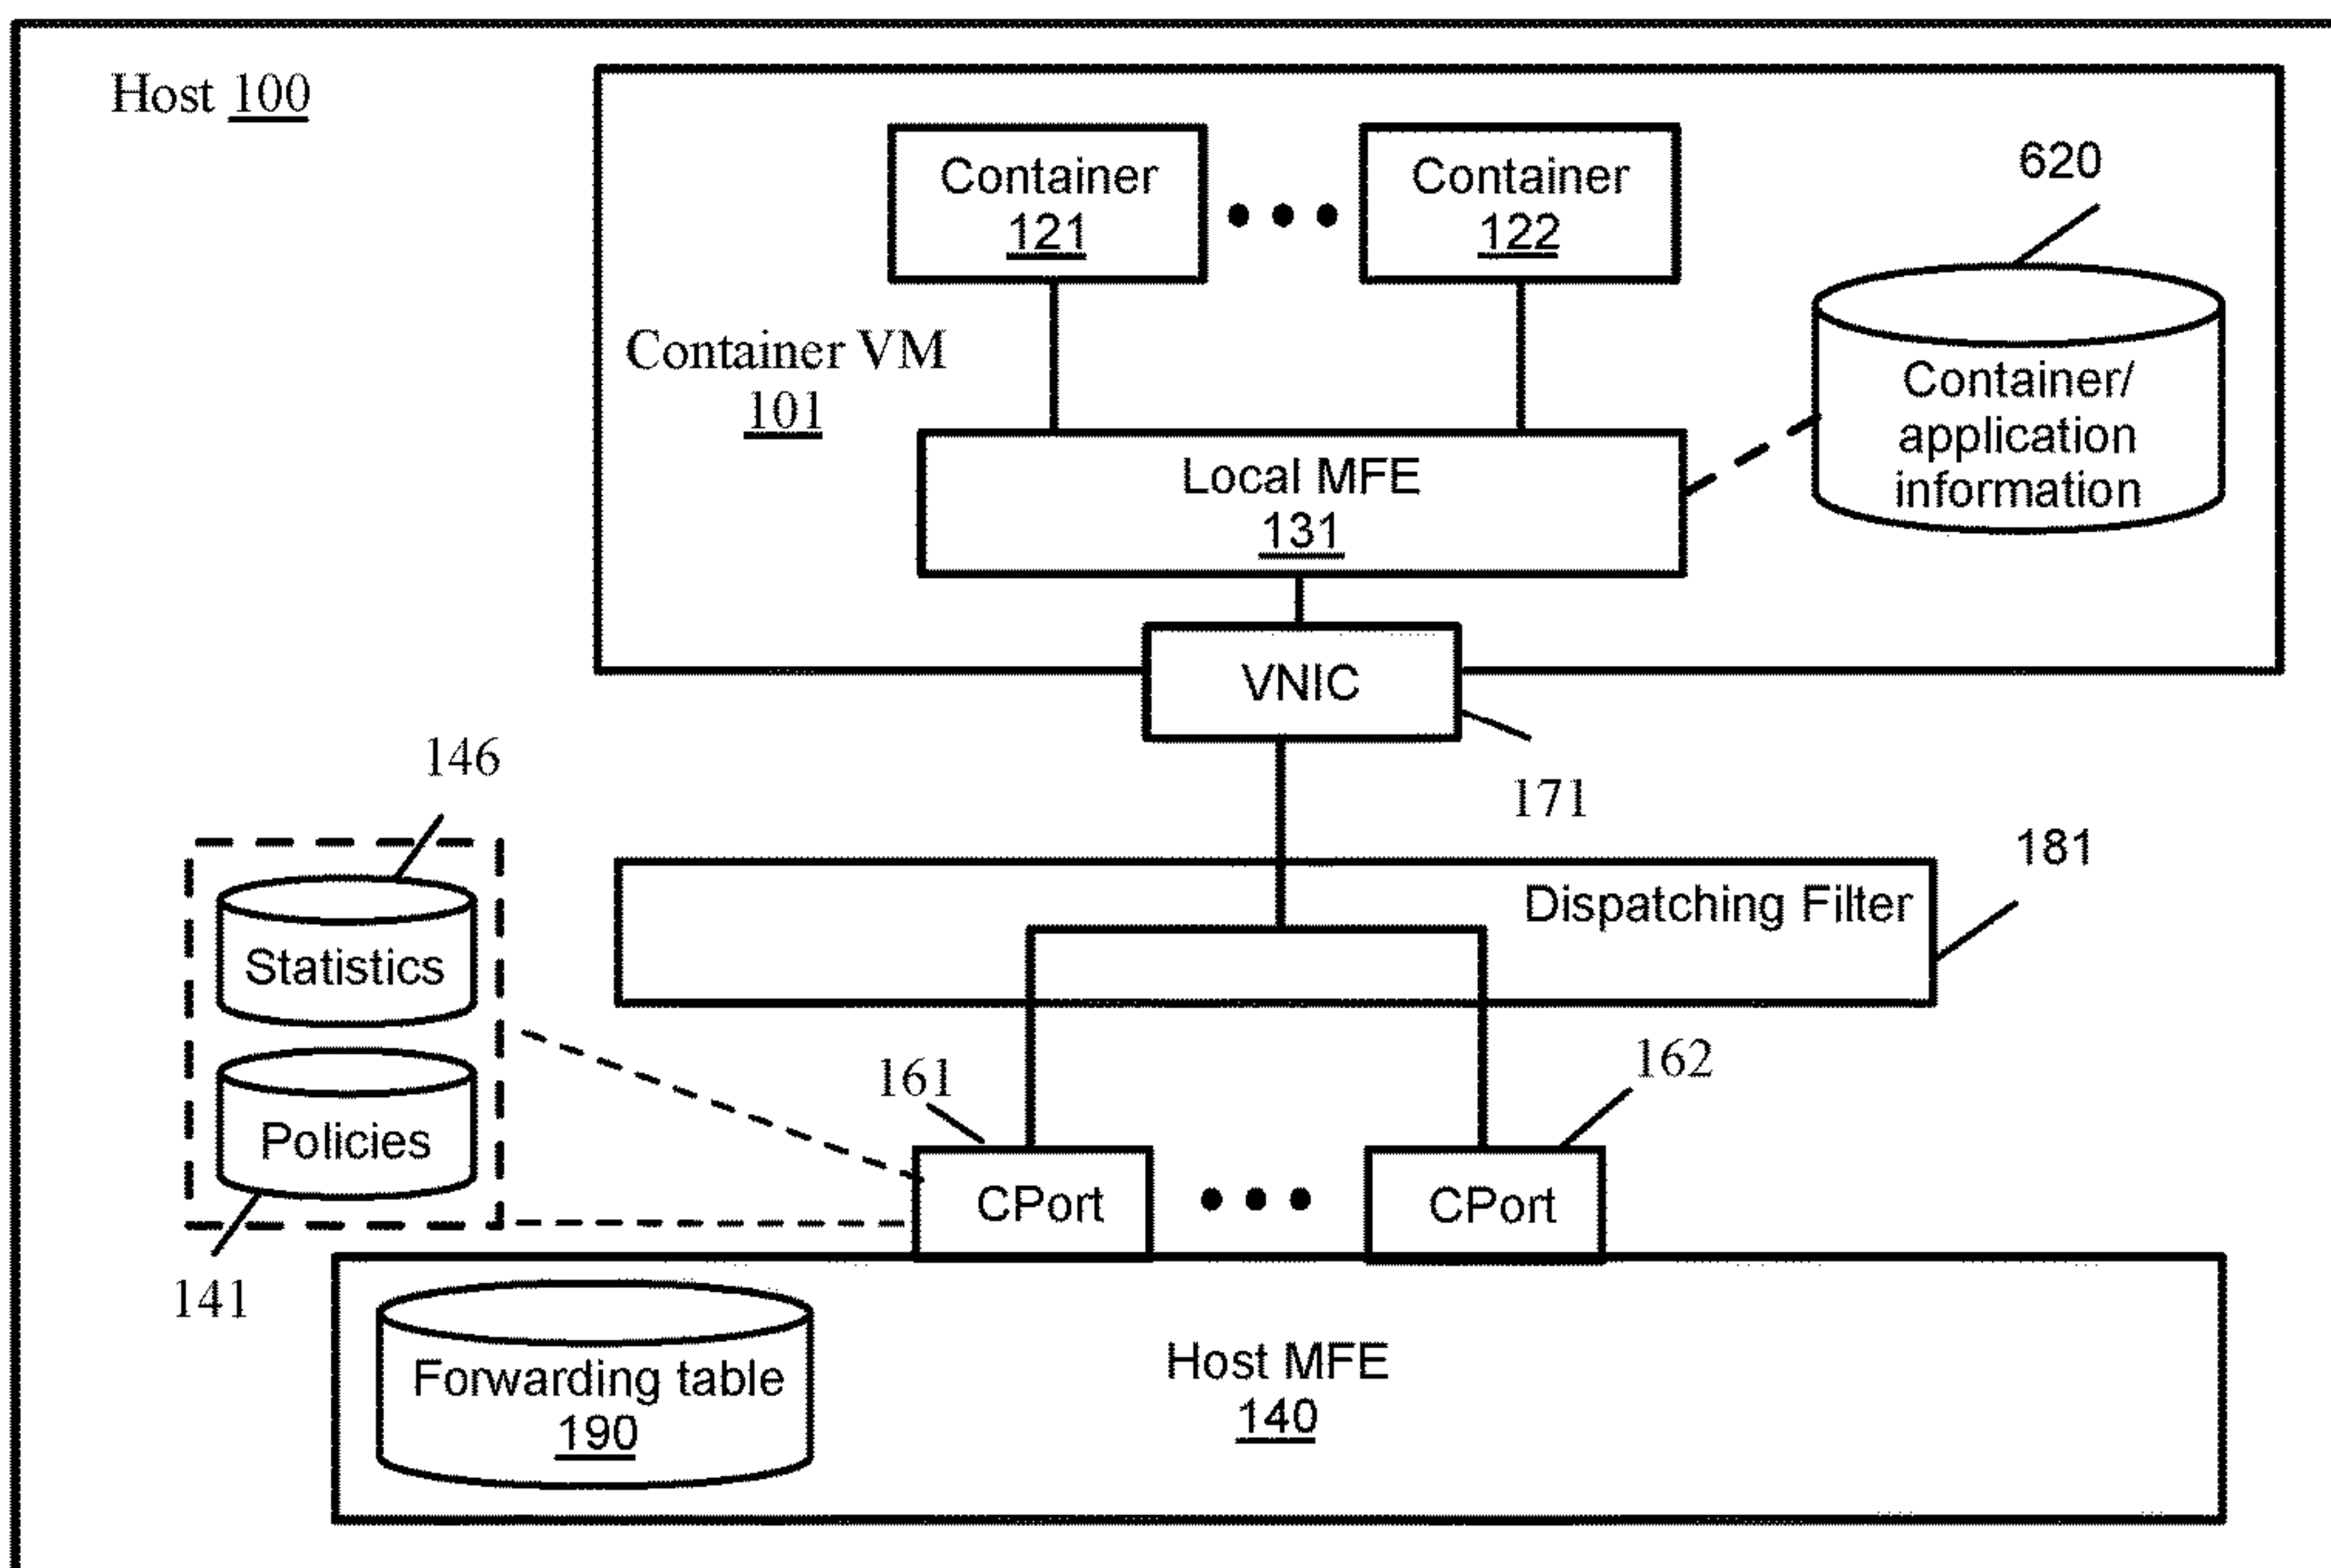 Host 100
Container
121
Container
122
620
Container VM
101
Container/
application
information
Local MFE
131
VNIC
171
146
181
Dispatching Filter
Statistics
161
162
Policies
CPort
CPort
141
Forwarding table
190
Host MFE
140